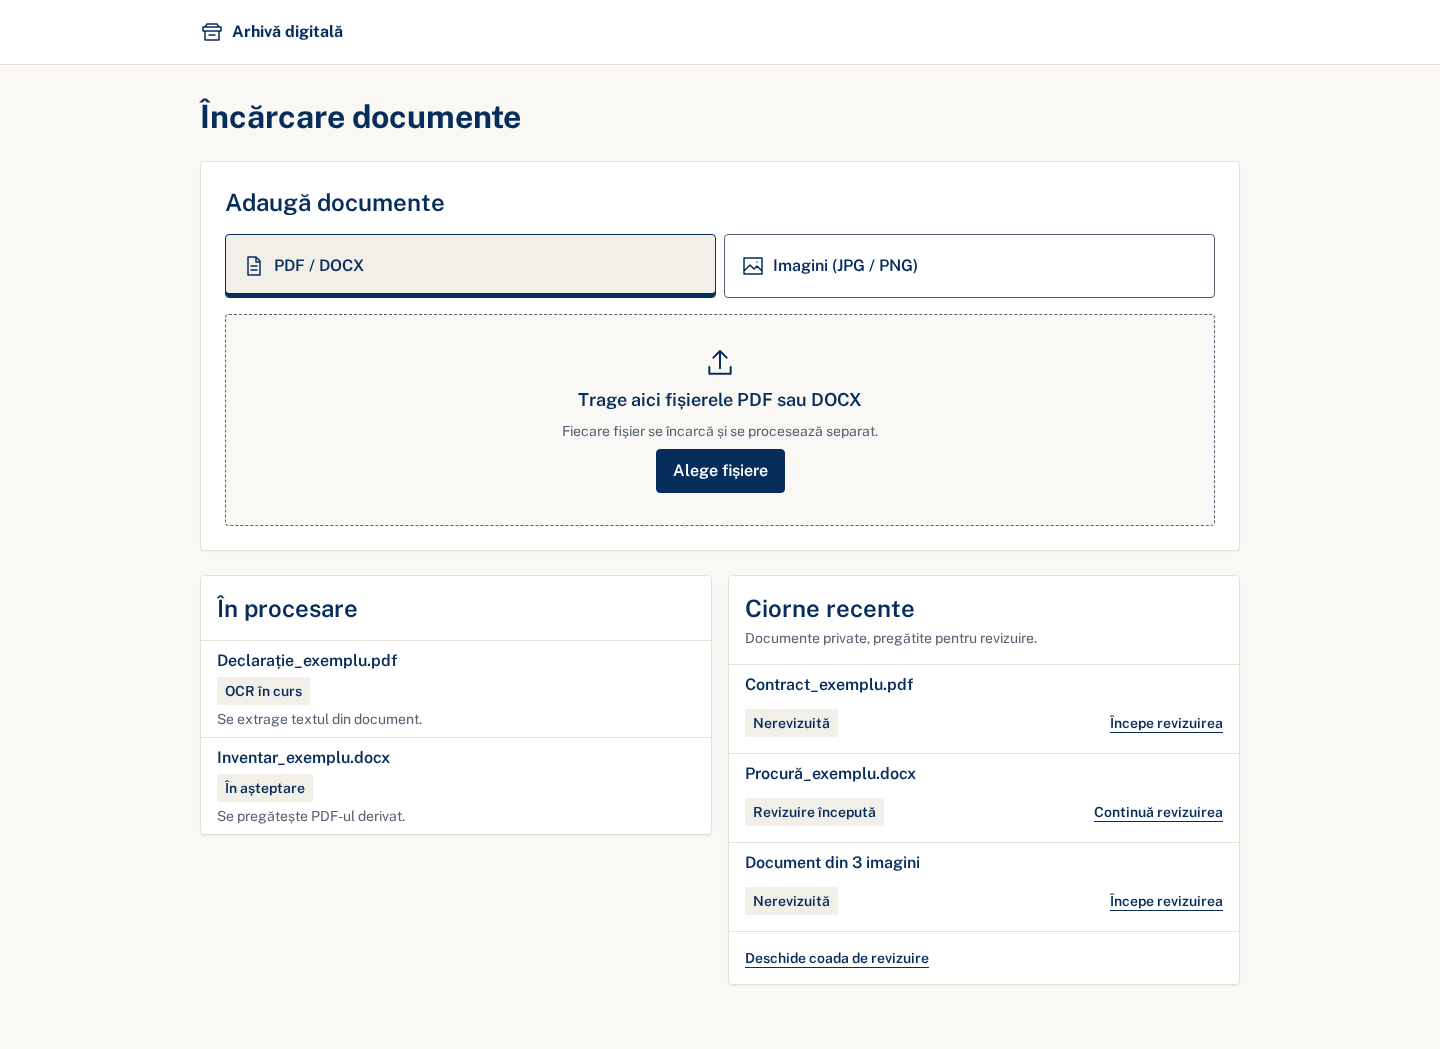 Arhivă digitală
Încărcare documente
Adaugă documente
PDF / DOCX
Imagini (JPG / PNG)
Trage aici fișierele PDF sau DOCX
Fiecare fișier se încarcă și se procesează separat.
Alege fișiere
În procesare
Declarație_exemplu.pdf
OCR în curs
Se extrage textul din document.
Inventar_exemplu.docx
În așteptare
Se pregătește PDF-ul derivat.
Ciorne recente
Documente private, pregătite pentru revizuire.
Contract_exemplu.pdf
Nerevizuită
Începe revizuirea
Procură_exemplu.docx
Revizuire începută
Continuă revizuirea
Document din 3 imagini
Nerevizuită
Începe revizuirea
Deschide coada de revizuire